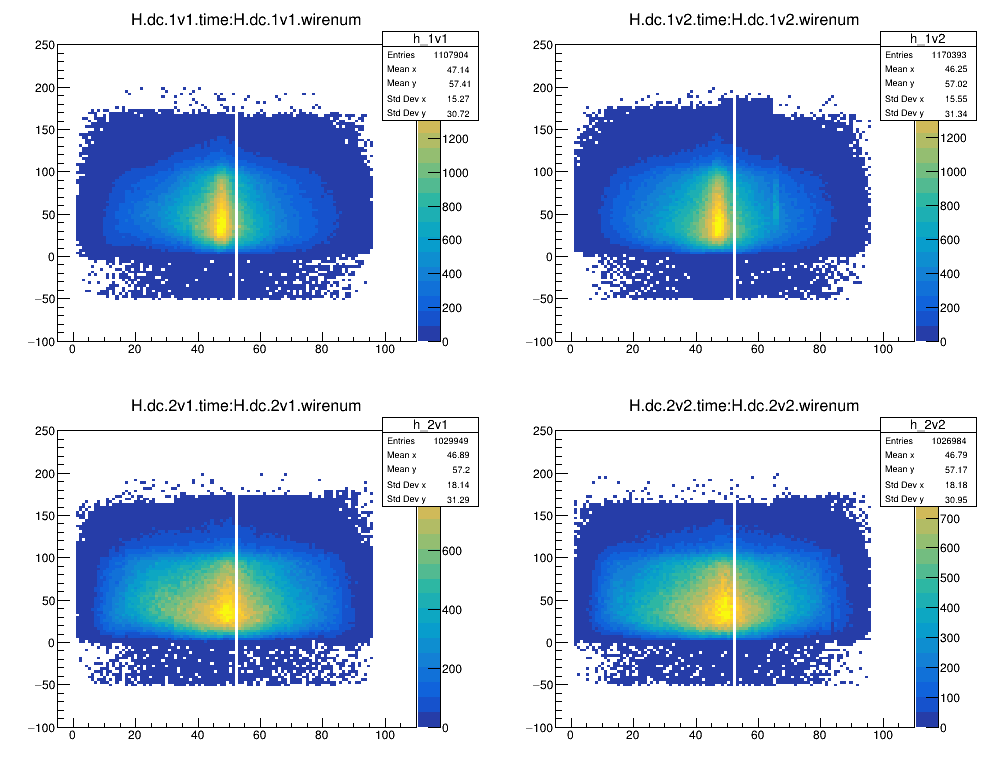 H.dc.1v1.time:H.dc.1v1.wirenum
h_1v1
Entries 1107904
Mean x 47.14
Mean y 57.41
Std Dev x 15.27
Std Dev y 30.72
250
200
150
100
50
0
−50
−100
0 20 40 60 80 100
1200
1000
800
600
400
200
0
H.dc.1v2.time:H.dc.1v2.wirenum
h_1v2
Entries 1170393
Mean x 46.25
Mean y 57.02
Std Dev x 15.55
Std Dev y 31.34
250
200
150
100
50
0
−50
−100
0 20 40 60 80 100
1200
1000
800
600
400
200
0
H.dc.2v1.time:H.dc.2v1.wirenum
h_2v1
Entries 1029949
Mean x 46.89
Mean y 57.2
Std Dev x 18.14
Std Dev y 31.29
250
200
150
100
50
0
−50
−100
0 20 40 60 80 100
600
400
200
0
H.dc.2v2.time:H.dc.2v2.wirenum
h_2v2
Entries 1026984
Mean x 46.79
Mean y 57.17
Std Dev x 18.18
Std Dev y 30.95
250
200
150
100
50
0
−50
−100
0 20 40 60 80 100
700
600
500
400
300
200
100
0